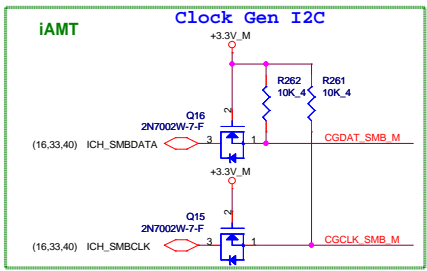 Clock Gen I2C
iAMT
+3.3V_M
R262
10K_4
R261
10K_4
Q16
2N7002W-7-F
2
(16,33,40) ICH_SMBDATA
3
1
CGDAT_SMB_M
+3.3V_M
Q15
2N7002W-7-F
2
(16,33,40) ICH_SMBCLK
3
1
CGCLK_SMB_M